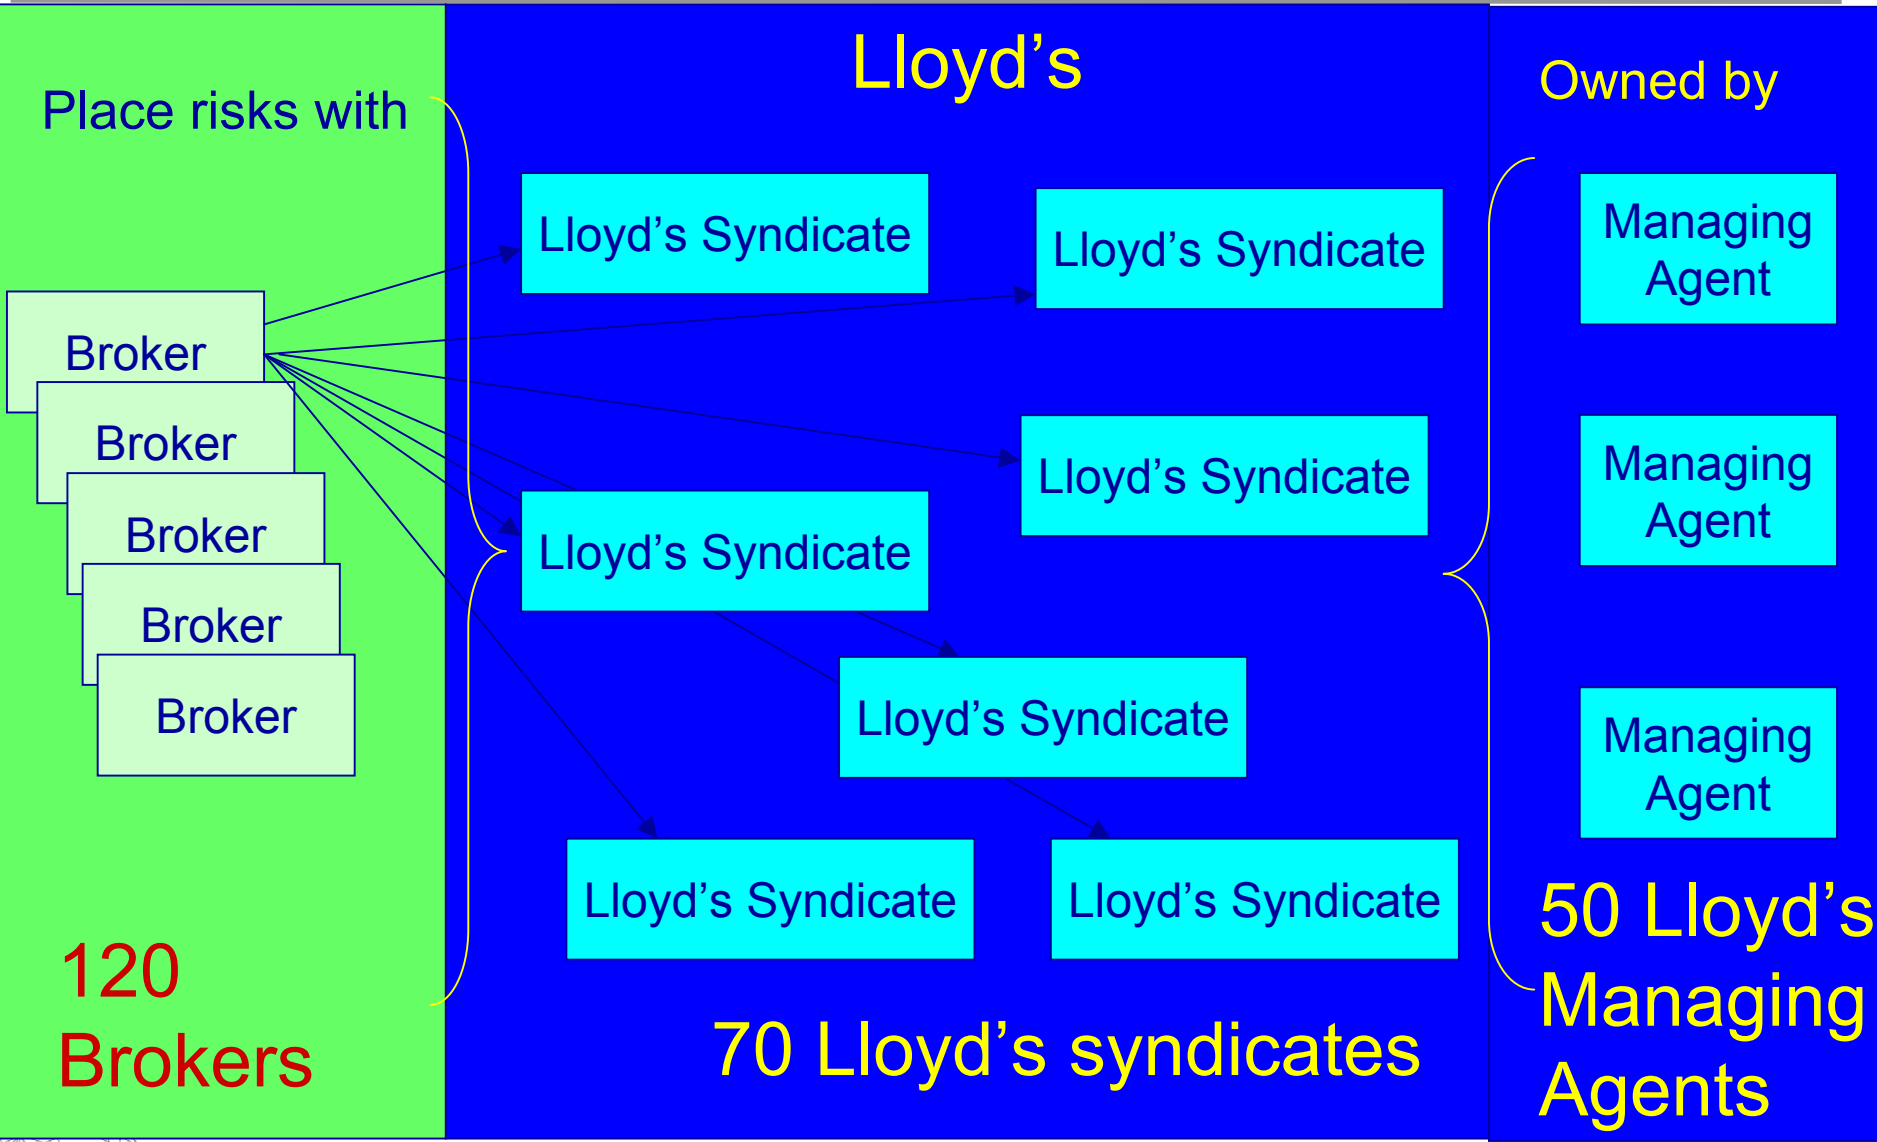 Place risks with
Broker
Broker
Broker
Broker
Broker
120
Brokers
Lloyd’s
Lloyd’s Syndicate
Lloyd’s Syndicate
Lloyd’s Syndicate
Lloyd’s Syndicate
Lloyd’s Syndicate
Lloyd’s Syndicate
Lloyd’s Syndicate
70 Lloyd’s syndicates
Owned by
Managing
Agent
Managing
Agent
Managing
Agent
50 Lloyd’s
Managing
Agents